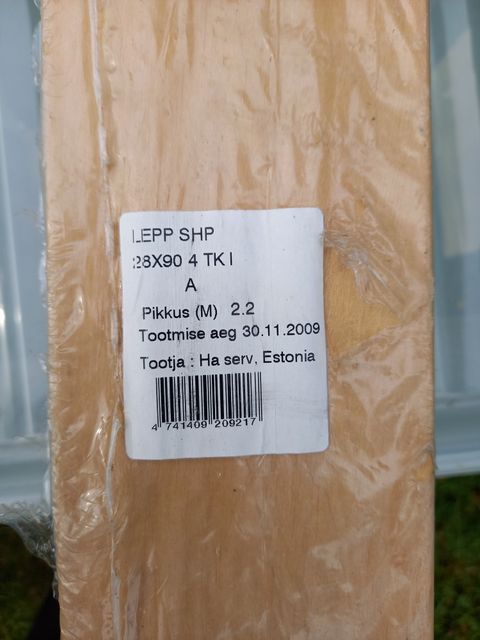 LEPP SHP
28X90 4 TK I
A
Pikkus (M) 2.2
Tootmise aeg 30.11.2009
Tootja : Ha serv, Estonia
4 741409 209217